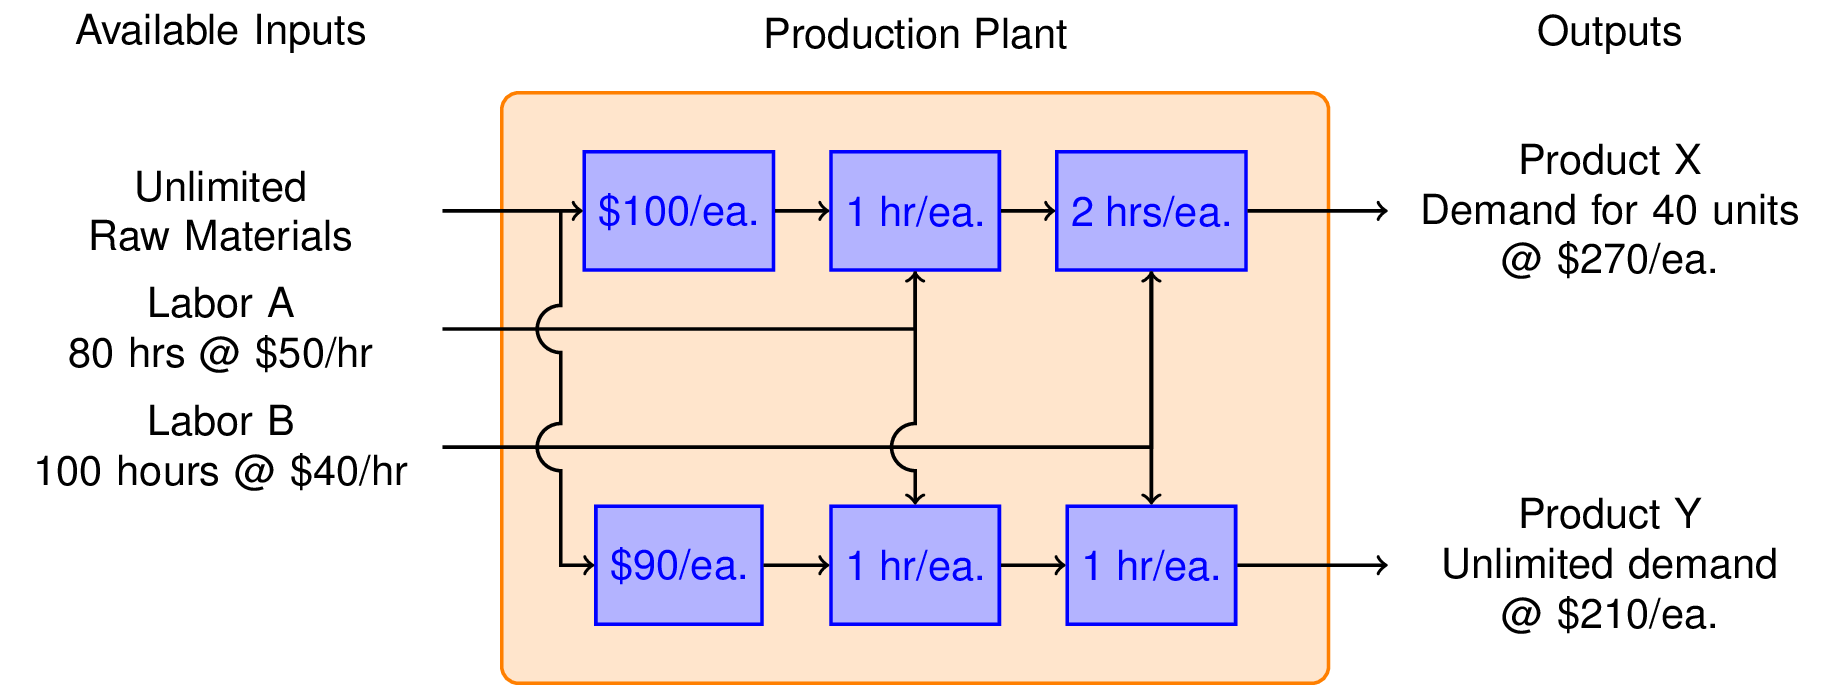 Available Inputs
Production Plant
Outputs
Unlimited
Raw Materials
Labor A
80 hrs @ $50/hr
Labor B
100 hours @ $40/hr
$100/ea.
1 hr/ea.
2 hrs/ea.
$90/ea.
1 hr/ea.
1 hr/ea.
Product X
Demand for 40 units
@ $270/ea.
Product Y
Unlimited demand
@ $210/ea.